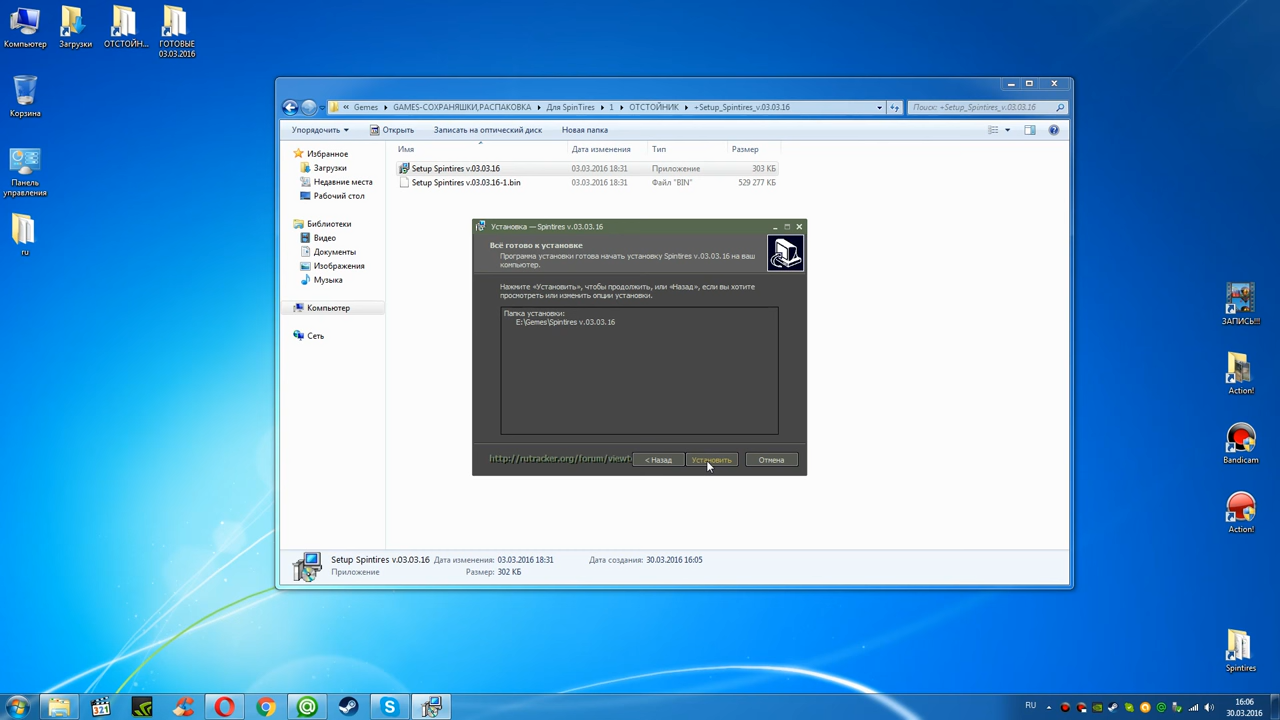 Компьютер
Загрузки
ОТСТОЙН...
ГОТОВЫЕ
03.03.2016
Корзина
Панель
управления
ru
« Gemes ▸ GAMES-СОХРАНЯШКИ,РАСПАКОВКА ▸ Для SpinTires ▸ 1 ▸ ОТСТОЙНИК ▸ +Setup_Spintires_v.03.03.16
Поиск: +Setup_Spintires_v.03.03.16
Упорядочить
Открыть
Записать на оптический диск
Новая папка
Имя
Дата изменения
Тип
Размер
Setup Spintires v.03.03.16
03.03.2016 18:31
Приложение
303 КБ
Setup Spintires v.03.03.16-1.bin
03.03.2016 18:31
Файл "BIN"
529 277 КБ
Избранное
Загрузки
Недавние места
Рабочий стол
Библиотеки
Видео
Документы
Изображения
Музыка
Компьютер
Сеть
Установка — Spintires v.03.03.16
Всё готово к установке
Программа установки готова начать установку Spintires v.03.03.16 на ваш
компьютер.
Нажмите «Установить», чтобы продолжить, или «Назад», если вы хотите
просмотреть или изменить опции установки.
Папка установки:
E:\Gemes\Spintires v.03.03.16
http://rutracker.org/forum/viewt
< Назад
Установить
Отмена
Setup Spintires v.03.03.16
Дата изменения: 03.03.2016 18:31
Дата создания: 30.03.2016 16:05
Приложение
Размер: 302 КБ
ЗАПИСЬ!!!
Action!
Bandicam
Action!
Spintires
321
RU
16:06
30.03.2016